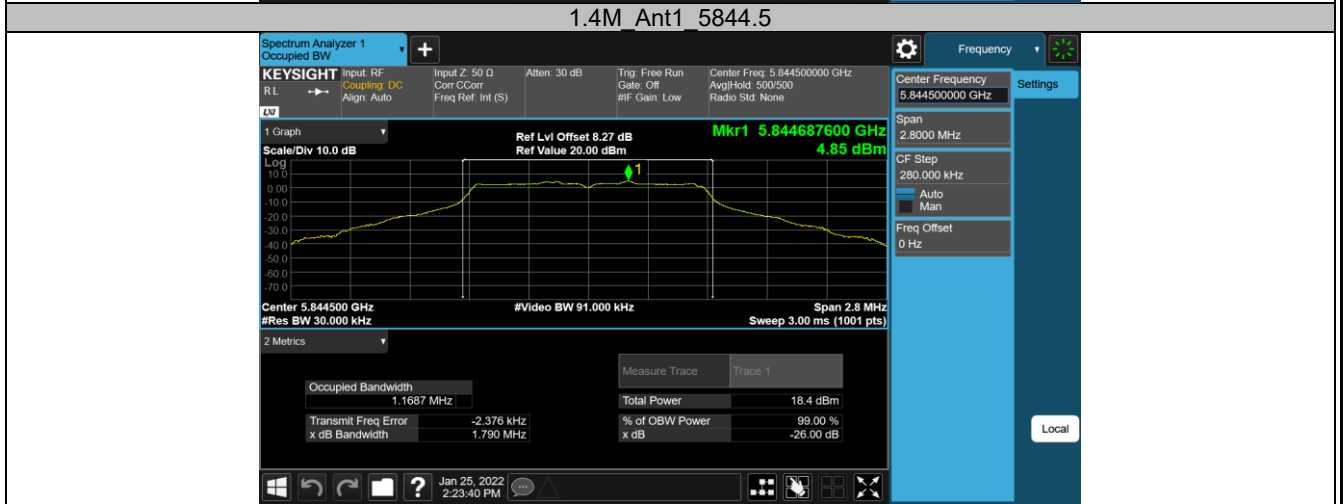 1.4M_Ant1_5844.5
Spectrum Analyzer 1
Occupied BW
+
Frequency
KEYSIGHT
R L
LXI
Input: RF
Coupling: DC
Align: Auto
Input Z: 50 Ω
Corr CCorr
Freq Ref: Int (S)
Atten: 30 dB
Trig: Free Run
Gate: Off
#IF Gain: Low
Center Freq: 5.844500000 GHz
Avg|Hold: 500/500
Radio Std: None
Center Frequency
5.844500000 GHz
Settings
Span
2.8000 MHz
CF Step
280.000 kHz
Auto
Man
Freq Offset
0 Hz
1 Graph
Ref Lvl Offset 8.27 dB
Mkr1 5.844687600 GHz
Scale/Div 10.0 dB
Ref Value 20.00 dBm
4.85 dBm
Log
1
10.0
0.00
-10.0
-20.0
-30.0
-40.0
-50.0
-60.0
-70.0
Center 5.844500 GHz
#Video BW 91.000 kHz
Span 2.8 MHz
#Res BW 30.000 kHz
Sweep 3.00 ms (1001 pts)
2 Metrics
Measure Trace
Trace 1
Occupied Bandwidth
1.1687 MHz
Total Power
18.4 dBm
Transmit Freq Error
-2.376 kHz
% of OBW Power
99.00 %
x dB Bandwidth
1.790 MHz
x dB
-26.00 dB
Local
?
Jan 25, 2022
2:23:40 PM